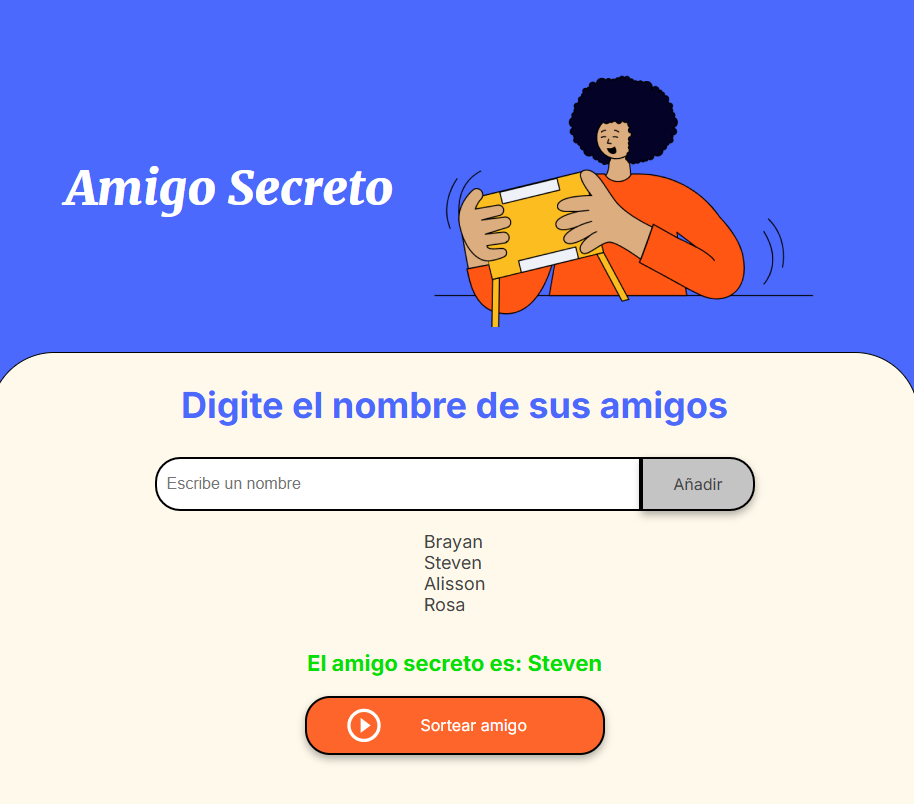 Amigo Secreto
Digite el nombre de sus amigos
Escribe un nombre
Añadir
Brayan
Steven
Alisson
Rosa
El amigo secreto es: Steven
Sortear amigo